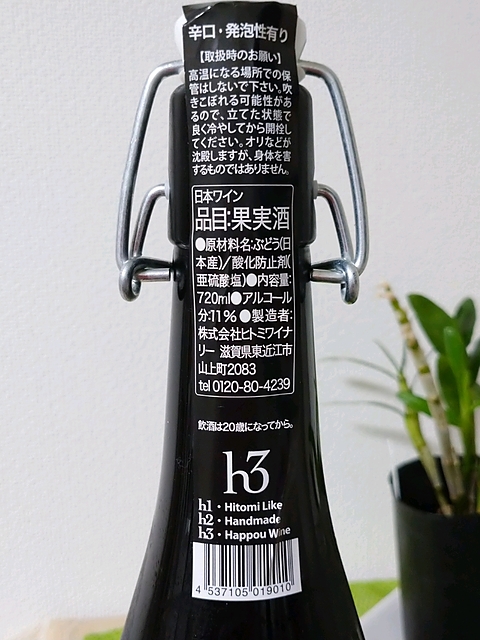 辛口・発泡性有り
【取扱時のお願い】
高温になる場所での保
管はしないで下さい。吹
きこぼれる可能性があ
るので、立てた状態で
良く冷やしてから開栓し
てください。オリなどが
沈殿しますが、身体を害
するものではありません。
日本ワイン
品目:果実酒
●原材料名:ぶどう(日
本産)/酸化防止剤(
亜硫酸塩)●内容量:
720ml●アルコール
分:11%●製造者:
株式会社ヒトミワイナ
リー 滋賀県東近江市
山上町2083
tel 0120-80-4239
飲酒は20歳になってから。
h3
h1・Hitomi Like
h2・Handmade
h3・Happou Wine
4 537105 019010